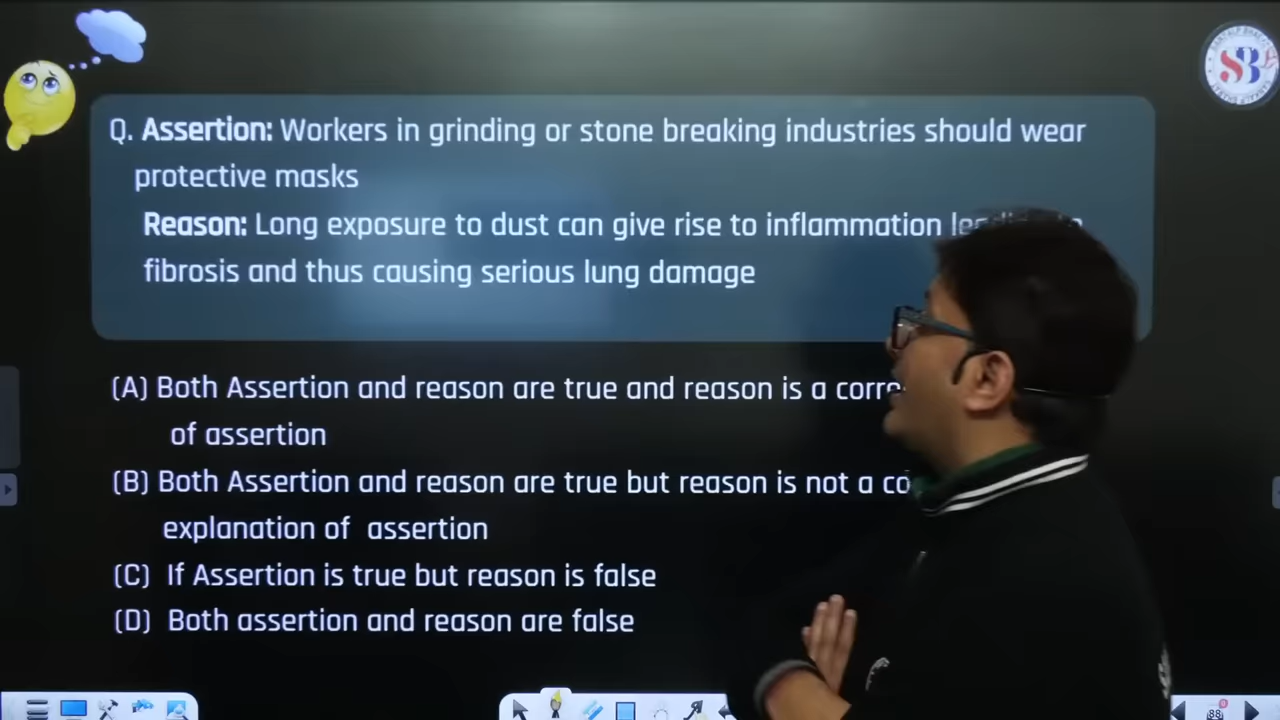 Q. Assertion: Workers in grinding or stone breaking industries should wear
protective masks
Reason: Long exposure to dust can give rise to inflammation
fibrosis and thus causing serious lung damage
(A) Both Assertion and reason are true and reason is a
of assertion
(B) Both Assertion and reason are true but reason is not a
explanation of assertion
(C) If Assertion is true but reason is false
(D) Both assertion and reason are false
SB
88